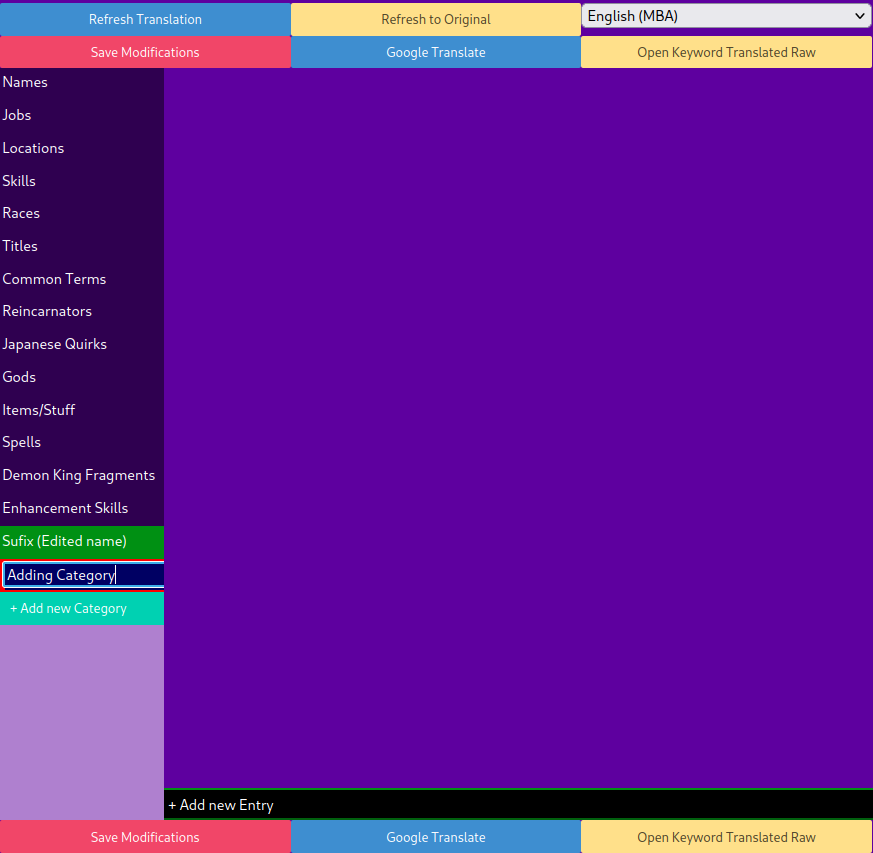 Refresh Translation
Refresh to Original
English (MBA)
Save Modifications
Google Translate
Open Keyword Translated Raw
Names
Jobs
Locations
Skills
Races
Titles
Common Terms
Reincarnators
Japanese Quirks
Gods
Items/Stuff
Spells
Demon King Fragments
Enhancement Skills
Sufix (Edited name)
Adding Category
+ Add new Category
+ Add new Entry
Save Modifications
Google Translate
Open Keyword Translated Raw